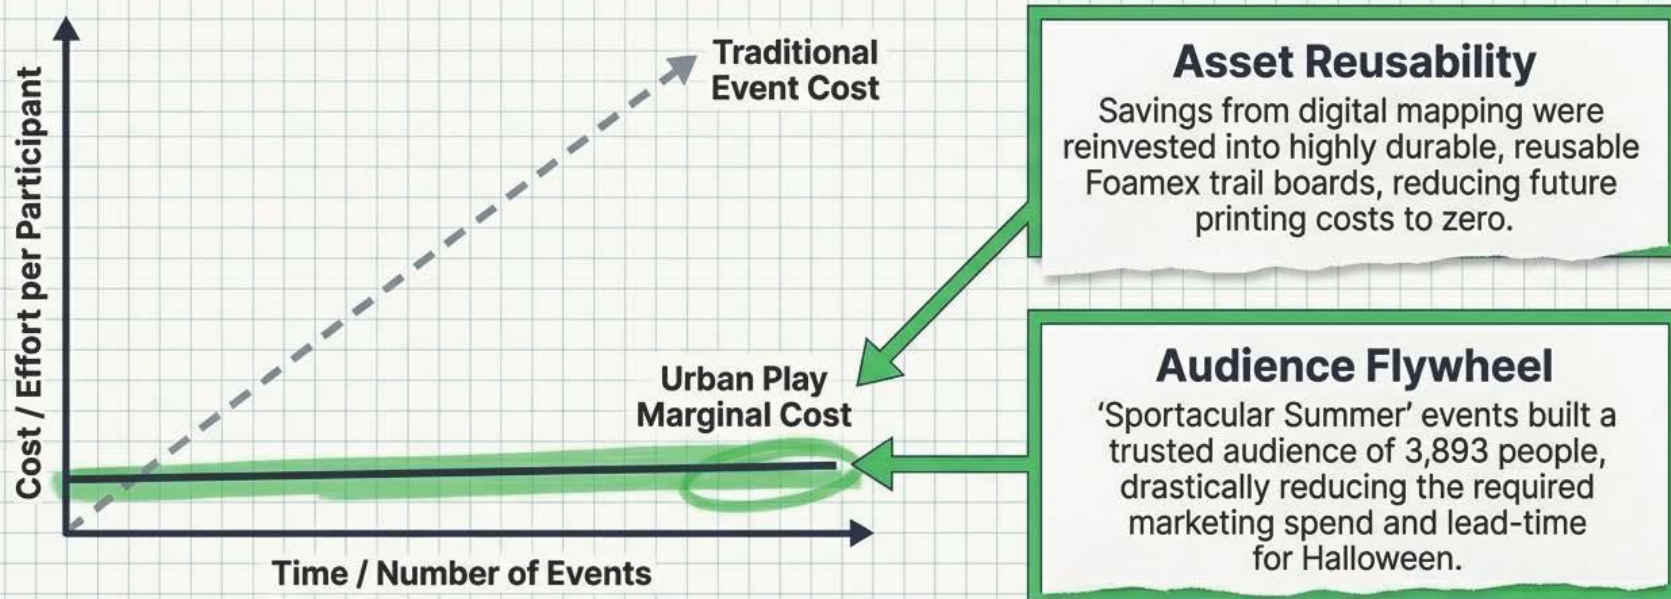 Cost / Effort per Participant
Traditional
Event Cost
Urban Play
Marginal Cost
Time / Number of Events
Asset Reusability
Savings from digital mapping were
reinvested into highly durable, reusable
Foamex trail boards, reducing future
printing costs to zero.
Audience Flywheel
‘Sportacular Summer’ events built a
trusted audience of 3,893 people,
drastically reducing the required
marketing spend and lead-time
for Halloween.